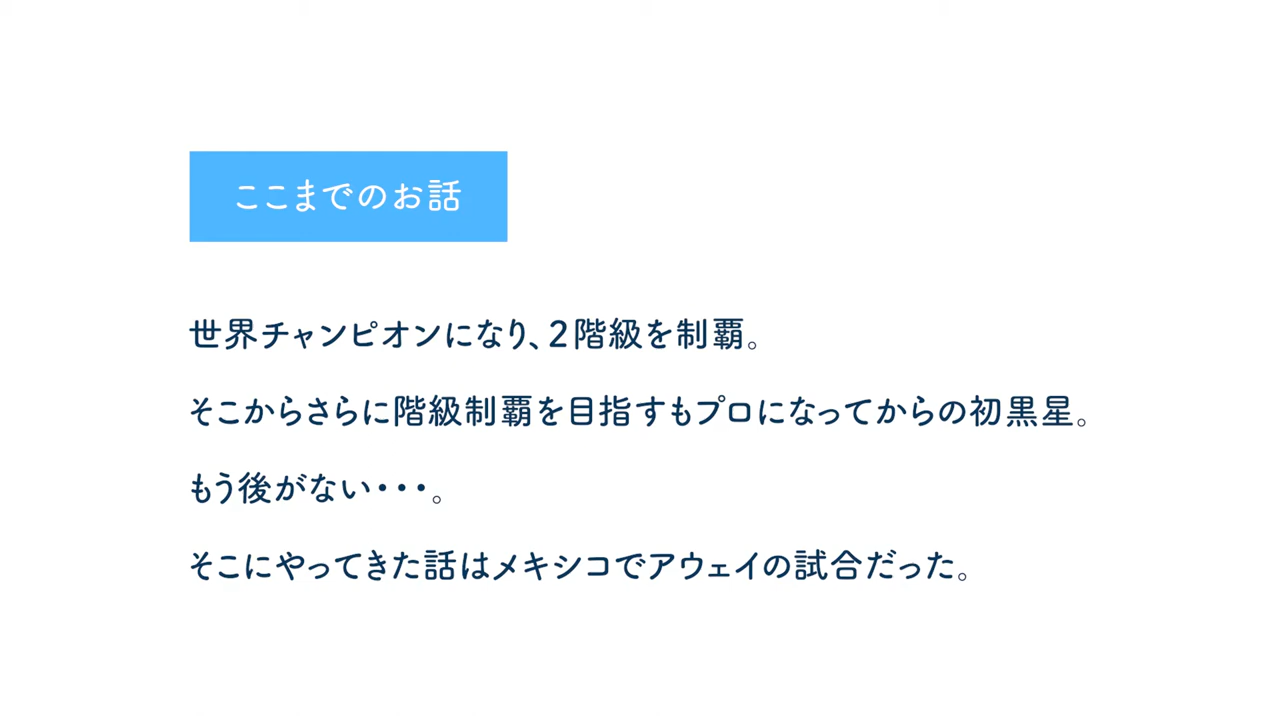 ここまでのお話
世界チャンピオンになり、2階級を制覇。
そこからさらに階級制覇を目指すもプロになってからの初黒星。
もう後がない・・・。
そこにやってきた話はメキシコでアウェイの試合だった。